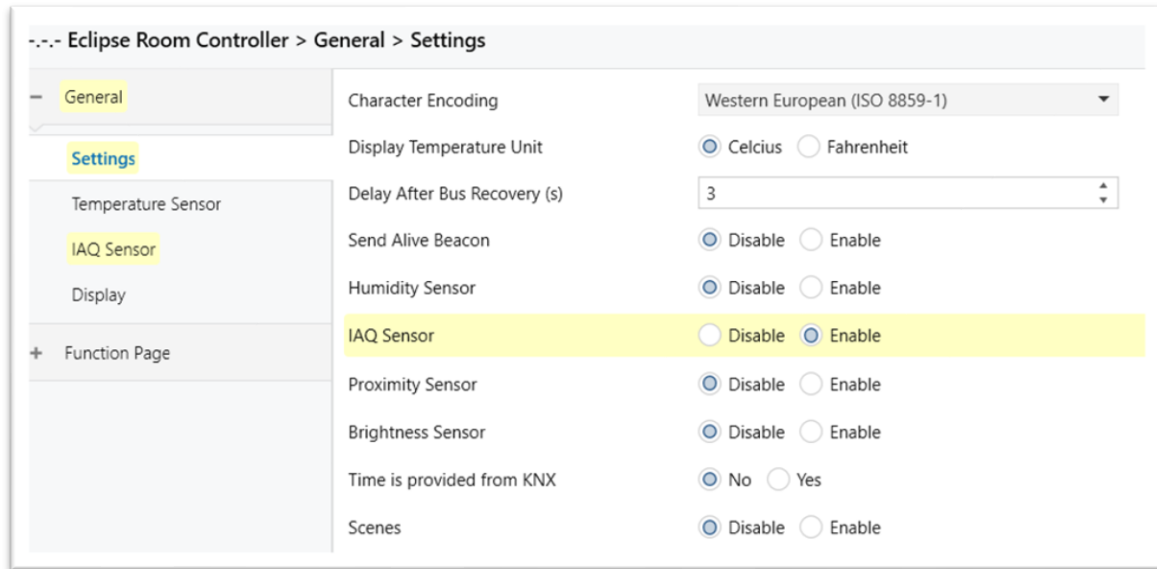 -.-.- Eclipse Room Controller > General > Settings
− General
Settings
Temperature Sensor
IAQ Sensor
Display
+ Function Page
Character Encoding Western European (ISO 8859-1)
Display Temperature Unit Celcius Fahrenheit
Delay After Bus Recovery (s) 3
Send Alive Beacon Disable Enable
Humidity Sensor Disable Enable
IAQ Sensor Disable Enable
Proximity Sensor Disable Enable
Brightness Sensor Disable Enable
Time is provided from KNX No Yes
Scenes Disable Enable